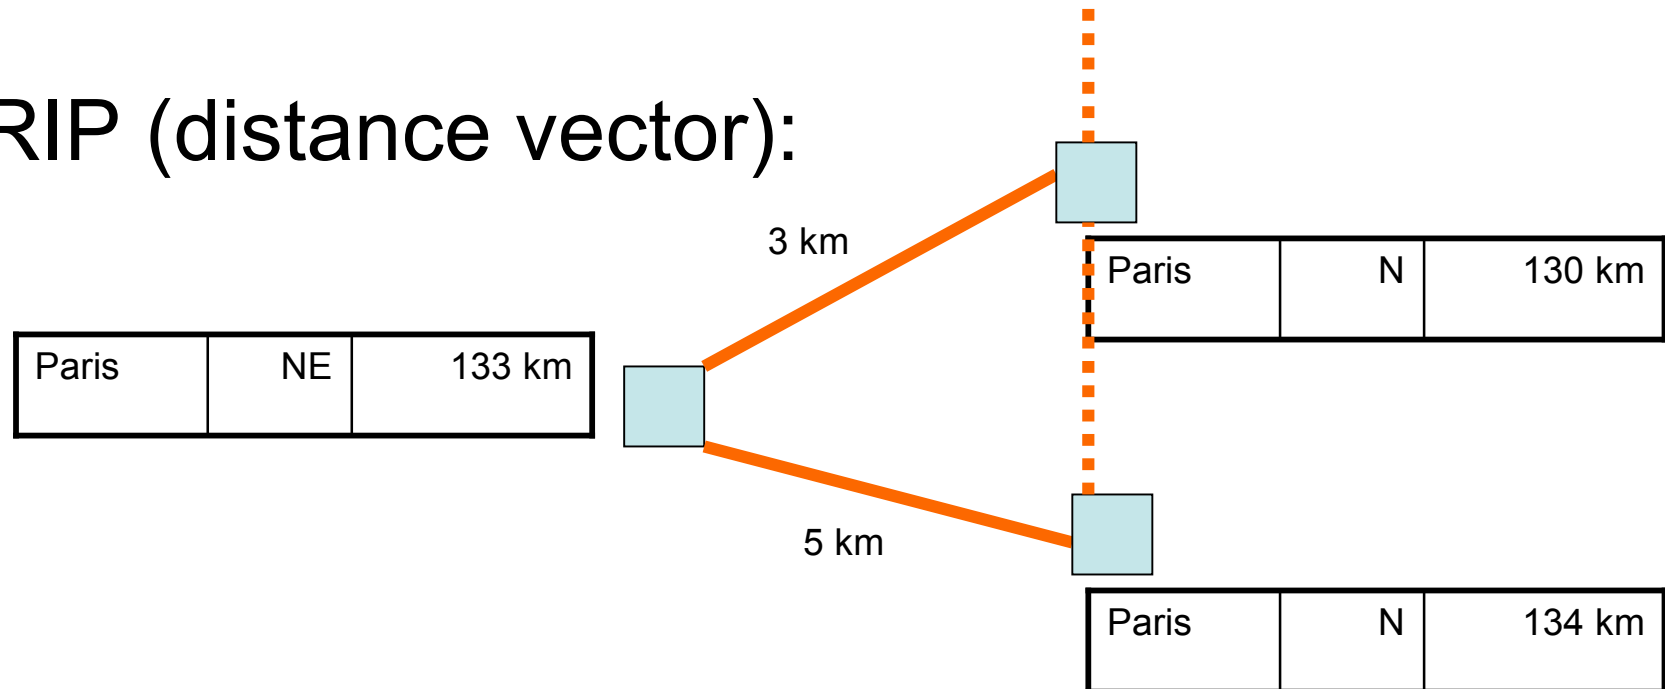 RIP (distance vector):
3 km
Paris N 130 km
Paris NE 133 km
5 km
Paris N 134 km